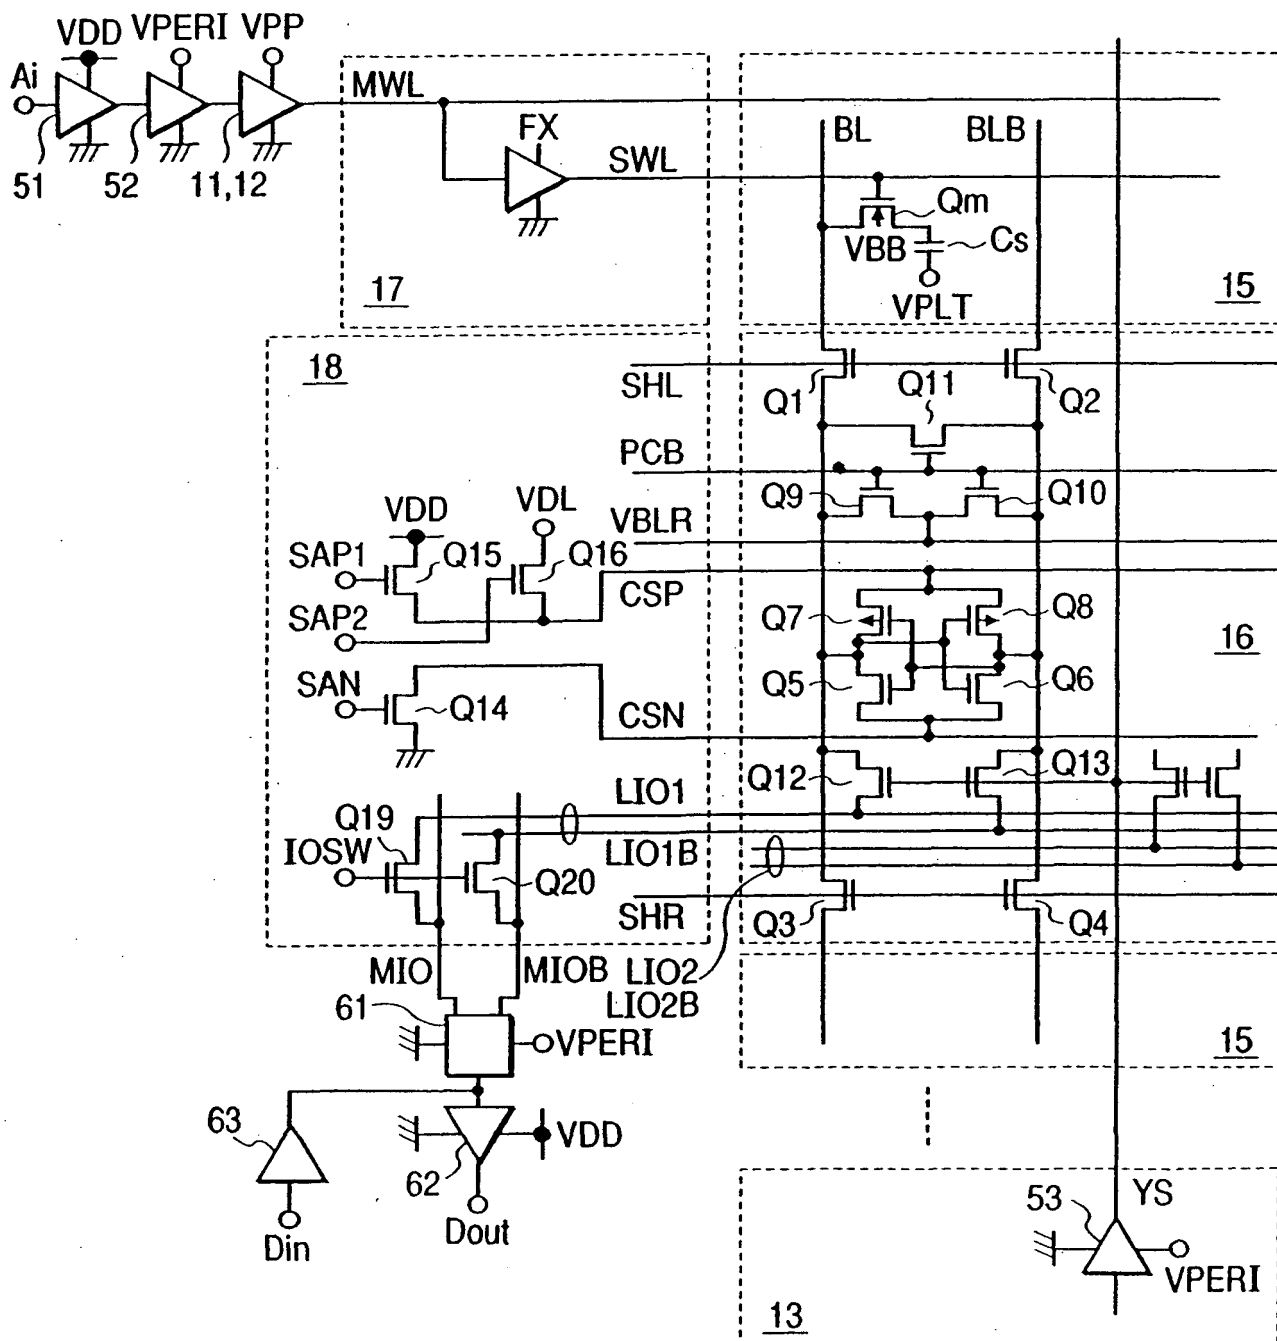 VDD VPERI VPP
Ai
MWL
FX
51 52 11,12
SWL
BL BLB
Qm
VBB
Cs
VPLT
17
15
18
SHL
Q1
Q11
Q2
PCB
Q9
Q10
VDD
VDL
VBLR
SAP1
Q15
Q16
CSP
SAP2
Q7
Q8
16
SAN
Q5
Q6
Q14
CSN
Q12
Q13
LIO1
Q19
IOSW
LIO1B
Q20
SHR
Q3
Q4
MIO
MIOB
LIO2
LIO2B
61
VPERI
15
63
VDD
62
Din
Dout
53
YS
VPERI
13